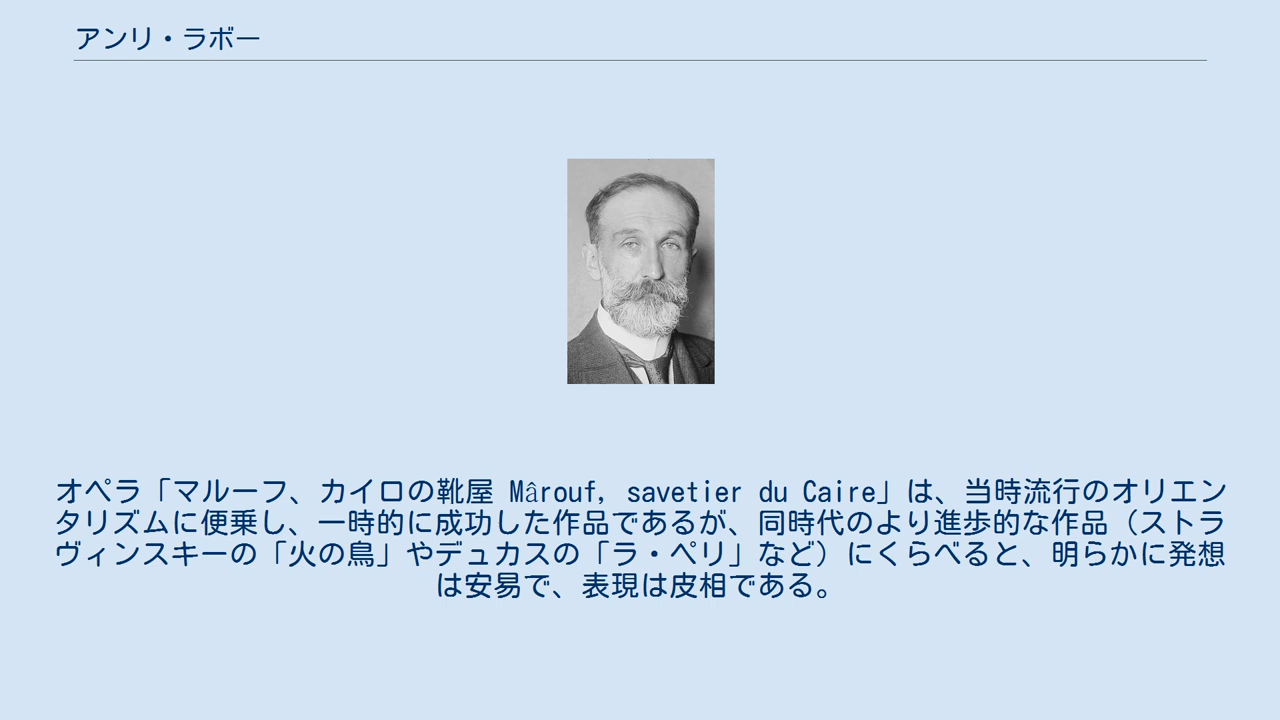 アンリ・ラボー
オペラ「マルーフ、カイロの靴屋 Mârouf, savetier du Caire」は、当時流行のオリエン
タリズムに便乗し、一時的に成功した作品であるが、同時代のより進歩的な作品（ストラ
ヴィンスキーの「火の鳥」やデュカスの「ラ・ペリ」など）にくらべると、明らかに発想
は安易で、表現は皮相である。